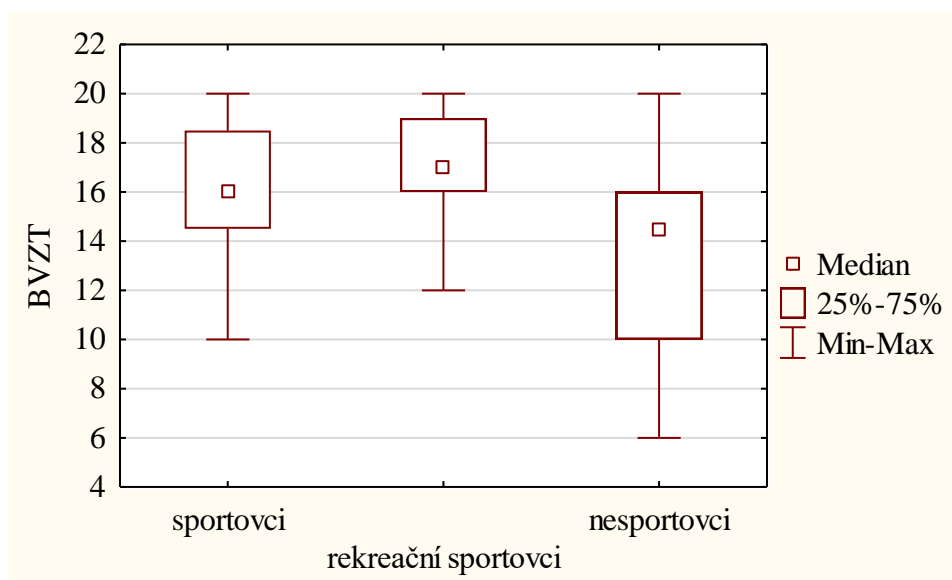 22
20
18
16
14
12
10
8
6
4
BVZT
sportovci
nesportovci
rekreační sportovci
Median
25%-75%
Min-Max